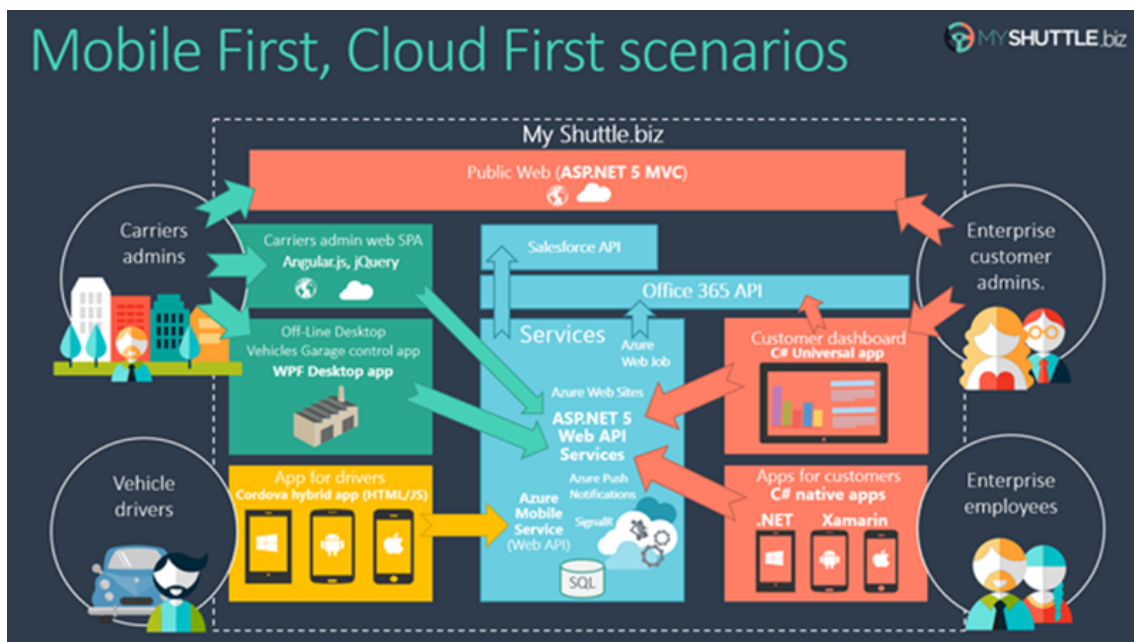 Mobile First, Cloud First scenarios
MYSHUTTLE.biz
My Shuttle.biz
Public Web (ASP.NET 5 MVC)
Carriers
admins
Carriers admin web SPA
Angular.js, jQuery
Salesforce API
Office 365 API
Enterprise
customer
admins.
Off-Line Desktop
Vehicles Garage control app
WPF Desktop app
Services
Azure
Web Job
Azure Web Sites
ASP.NET 5
Web API
Services
Customer dashboard
C# Universal app
Vehicle
drivers
App for drivers
Cordova hybrid app (HTML/JS)
Azure Push
Notifications
Azure
Mobile
Service
(Web API)
SignalR
SQL
Apps for customers
C# native apps
.NET
Xamarin
Enterprise
employees